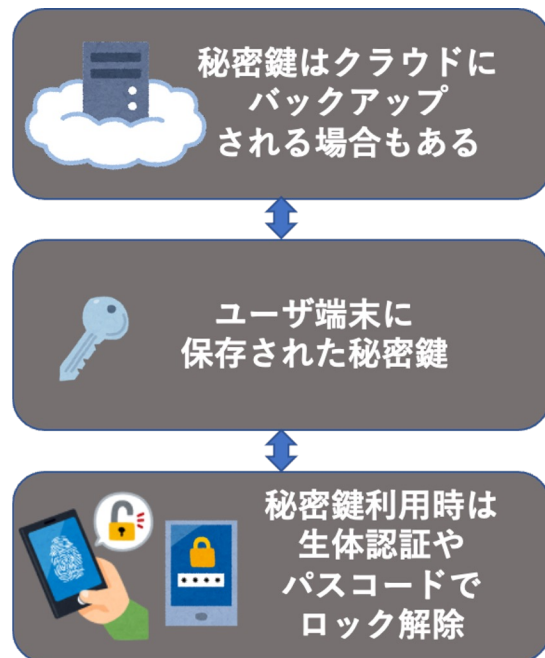 秘密鍵はクラウドに
バックアップ
される場合もある
ユーザ端末に
保存された秘密鍵
秘密鍵利用時は
生体認証や
パスコードで
ロック解除